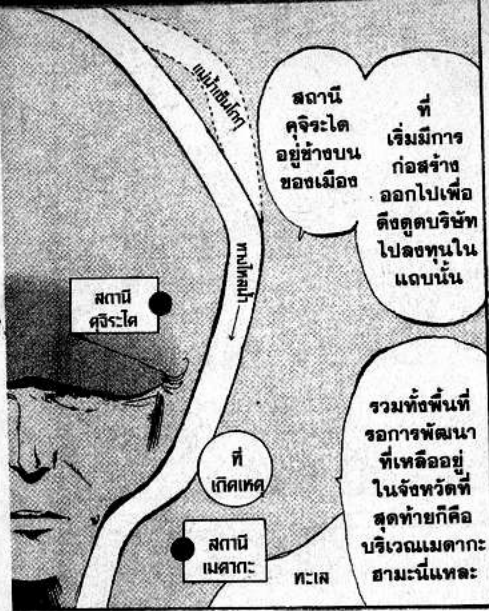 ที่
เริ่มมีการ
ก่อสร้าง
ออกไปเพื่อ
ดึงดูดบริษัท
ไปลงทุนใน
แถบนั้น
สถานี
คุจิระได
อยู่ข้างบน
ของเมือง
แม่น้ำเซ็นโกกุ
ทางไหลน้ำ
สถานี
คุจิระได
รวมทั้งพื้นที่
รอการพัฒนา
ที่เหลืออยู่
ในจังหวัดที่
สุดท้ายก็คือ
บริเวณเมดากะ
ฮามะนี่แหละ
ที่
เกิดเหตุ
สถานี
เมดากะ
ทะเล